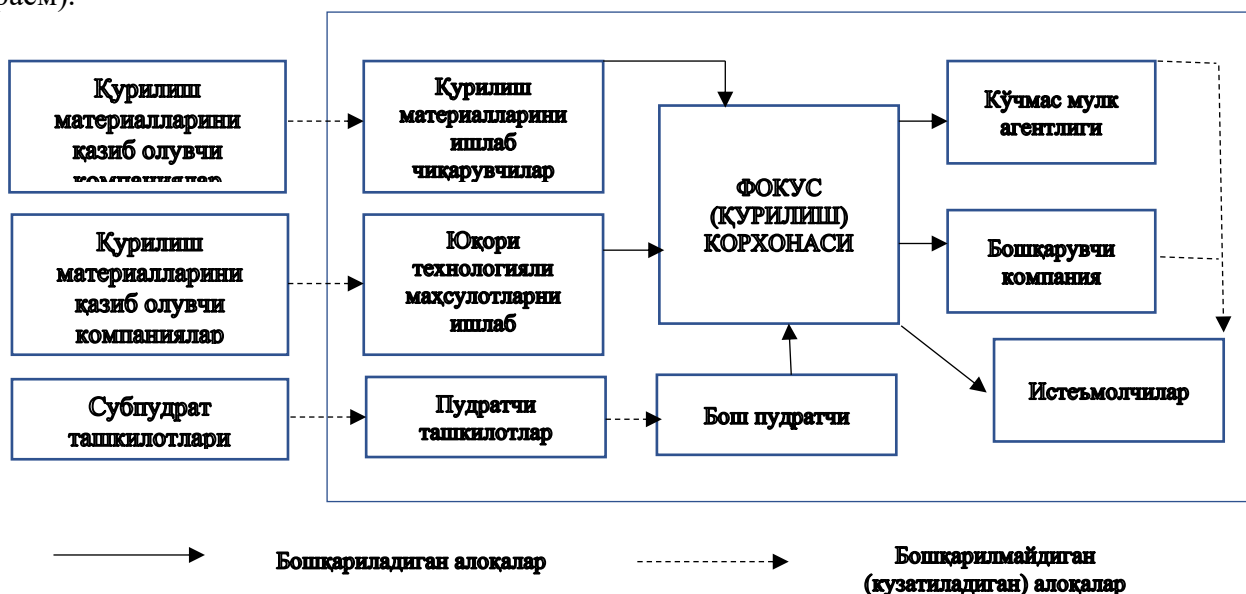 Қурилиш
материалларини
қазиб олувчи
компаниялар
Қурилиш
материалларини
ишлаб
чиқарувчилар
ФОКУС
(ҚУРИЛИШ)
КОРХОНАСИ
Кўчмас мулк
агентлиги
Қурилиш
материалларини
қазиб олувчи
компаниялар
Юқори
технологияли
маҳсулотларни
ишлаб
Бошқарувчи
компания
Субпудрат
ташкилотлари
Пудратчи
ташкилотлар
Бош пудратчи
Истеъмолчилар
Бошқариладиган алоқалар
Бошқарилмайдиган
(кузатиладиган) алоқалар